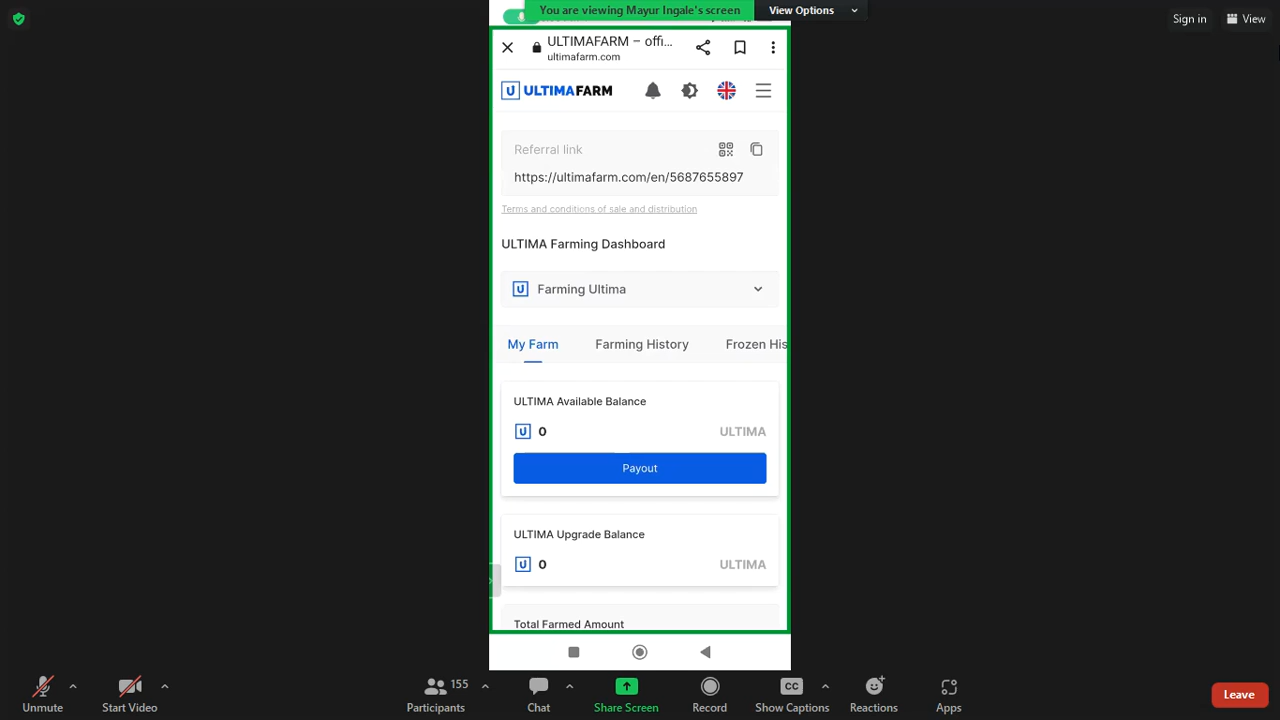 You are viewing Mayur Ingale's screen
View Options
Sign in
View
ULTIMAFARM – offi...
ultimafarm.com
ULTIMAFARM
Referral link
https://ultimafarm.com/en/5687655897
Terms and conditions of sale and distribution
ULTIMA Farming Dashboard
Farming Ultima
My Farm
Farming History
Frozen His
ULTIMA Available Balance
0
ULTIMA
Payout
ULTIMA Upgrade Balance
0
ULTIMA
Total Farmed Amount
Unmute
Start Video
155
Participants
Chat
Share Screen
Record
CC
Show Captions
Reactions
Apps
Leave